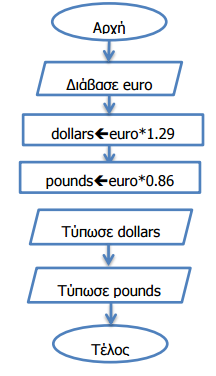 Αρχή
Διάβασε euro
dollars🡸euro*1.29
pounds🡸euro*0.86
Τύπωσε dollars
Τύπωσε pounds
Τέλος